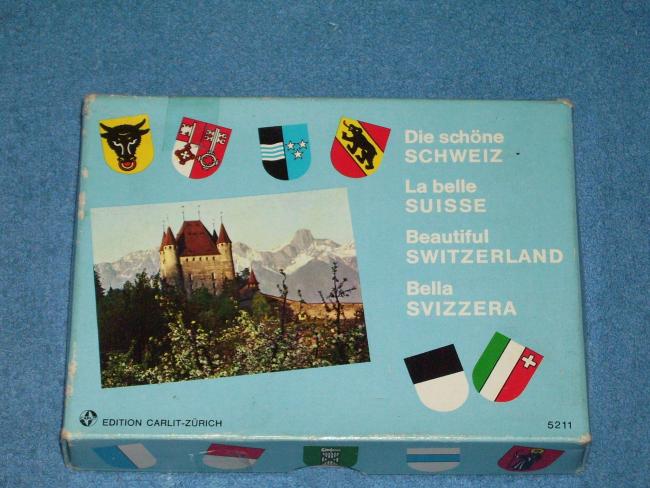 Die schöne
SCHWEIZ
La belle
SUISSE
Beautiful
SWITZERLAND
Bella
SVIZZERA
EDITION CARLIT-ZÜRICH
5211